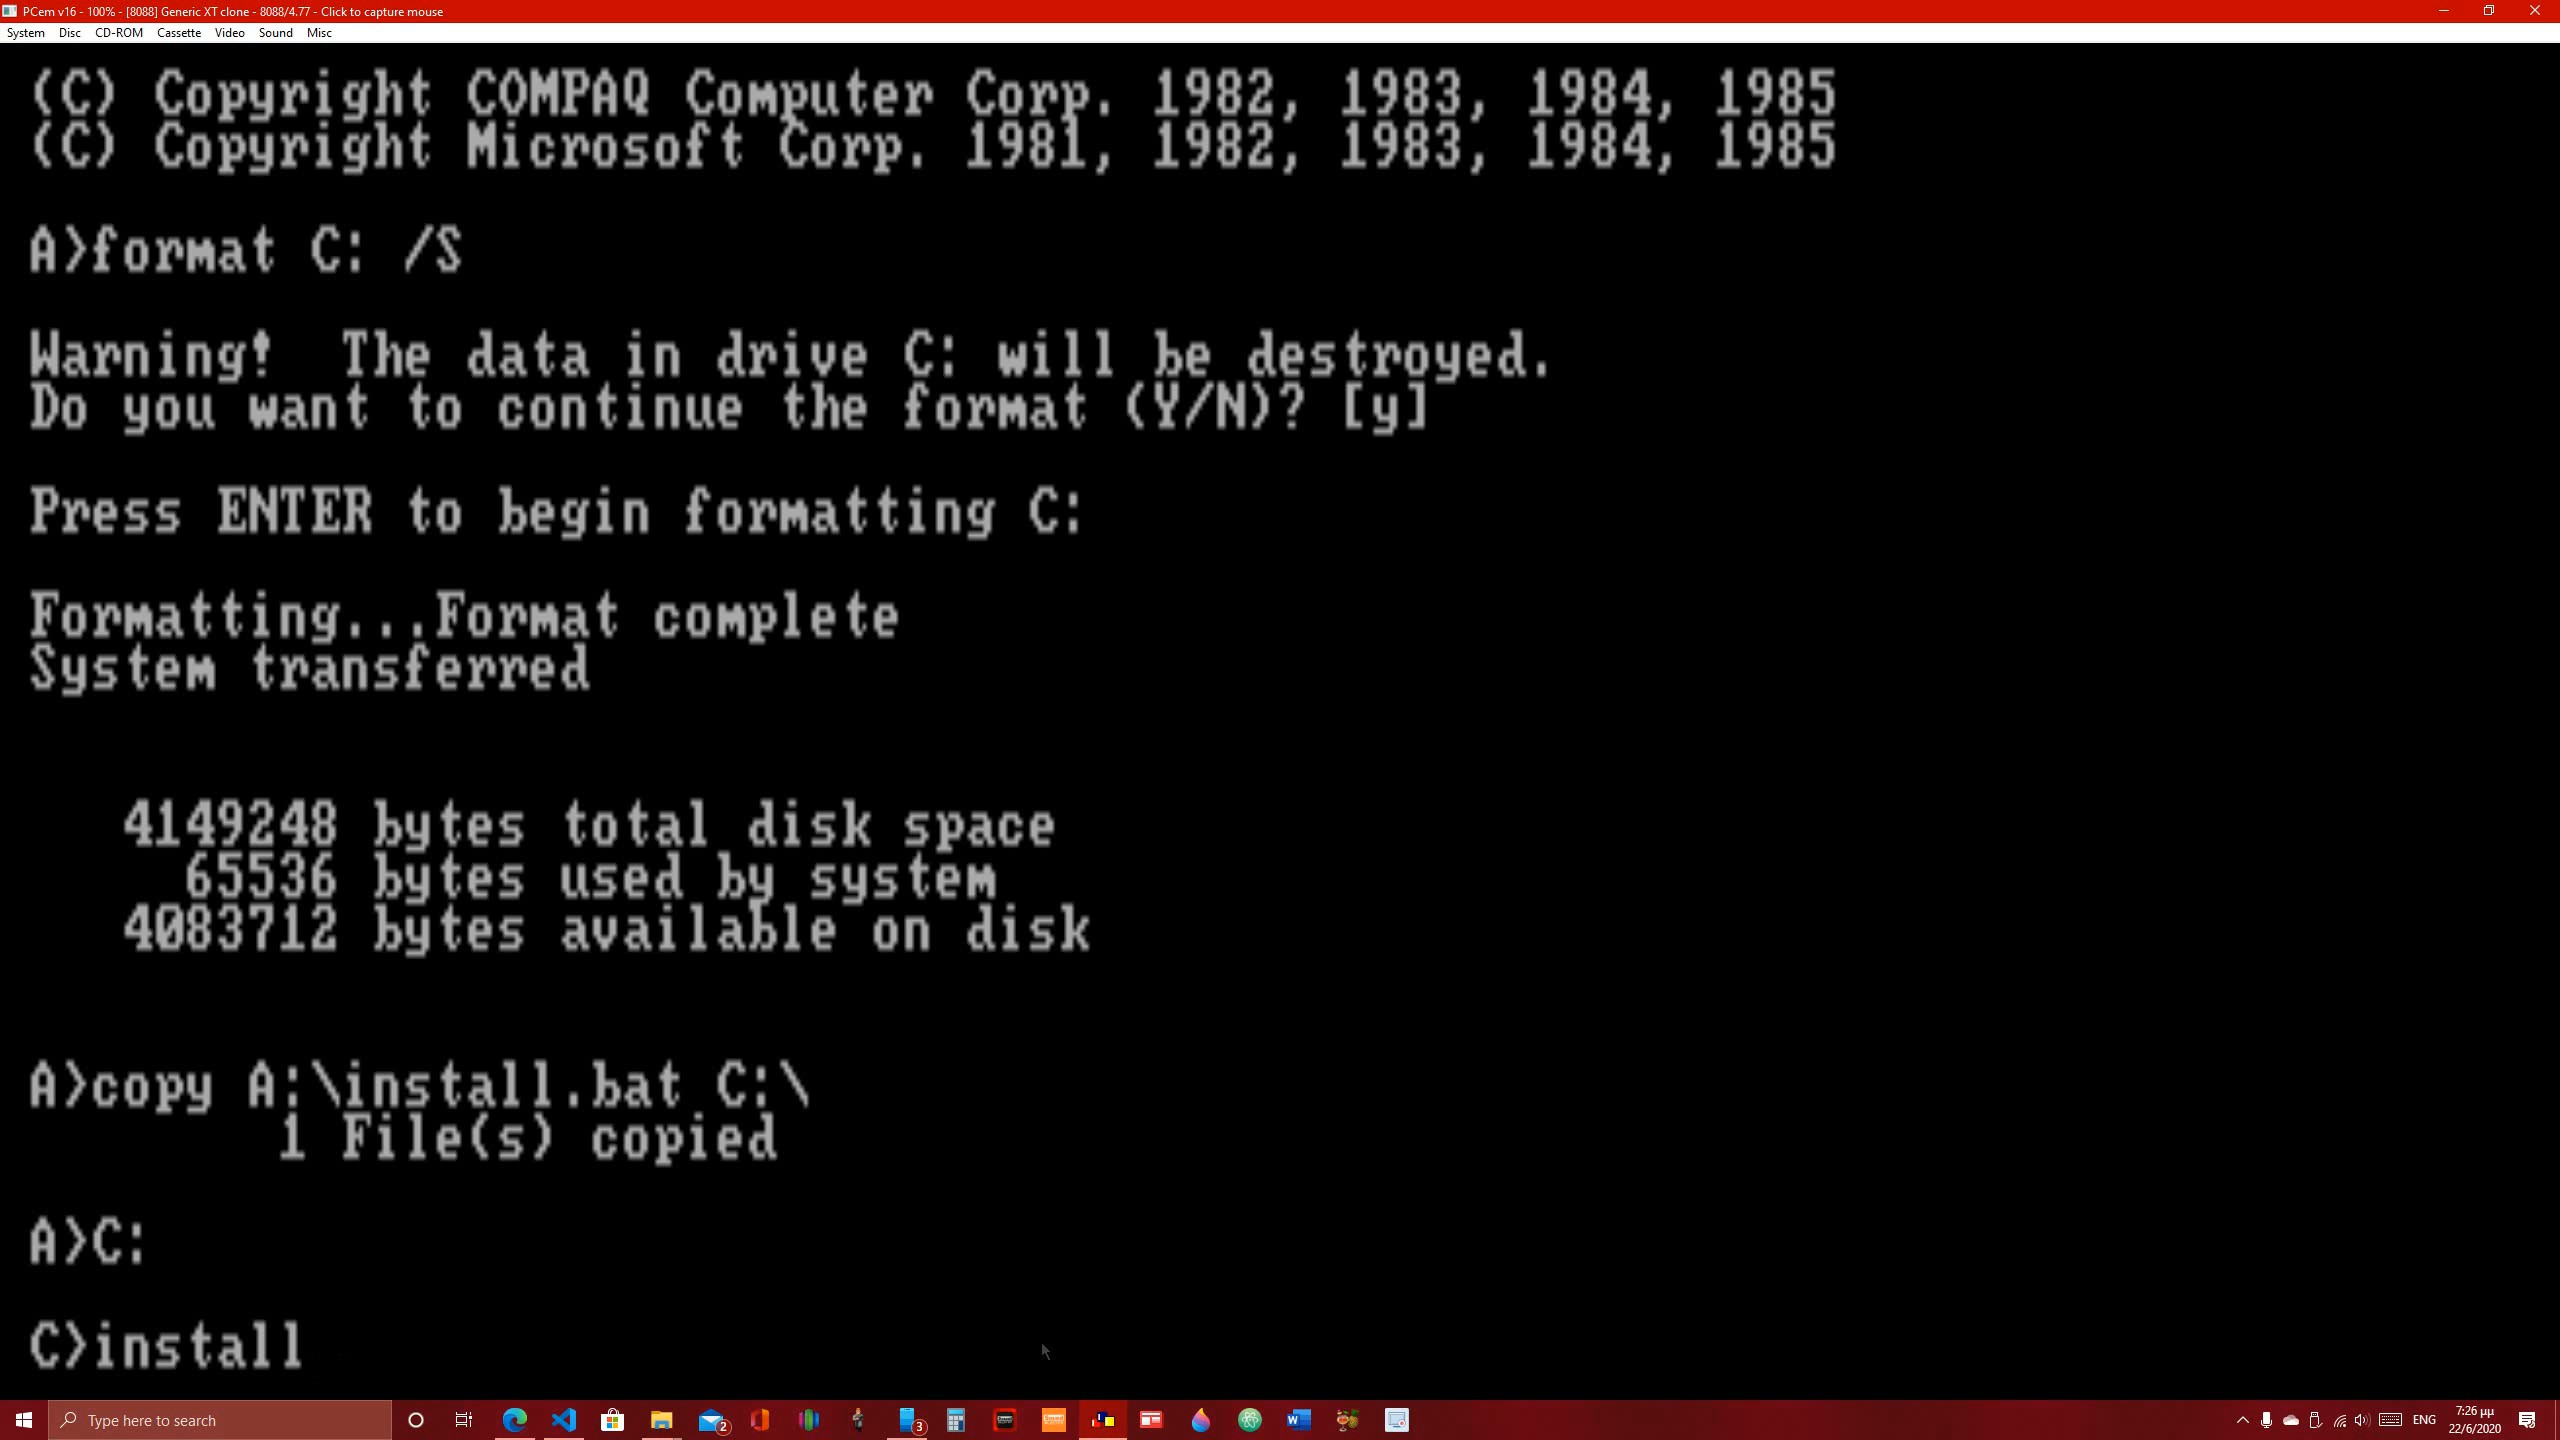 PCem v16 - 100% - [8088] Generic XT clone - 8088/4.77 - Click to capture mouse
System Disc CD-ROM Cassette Video Sound Misc
(C) Copyright COMPAQ Computer Corp. 1982, 1983, 1984, 1985
(C) Copyright Microsoft Corp. 1981, 1982, 1983, 1984, 1985
A>format C: /S
Warning!  The data in drive C: will be destroyed.
Do you want to continue the format (Y/N)? [y]
Press ENTER to begin formatting C:
Formatting...Format complete
System transferred
4149248 bytes total disk space
65536 bytes used by system
4083712 bytes available on disk
A>copy A:\install.bat C:\
1 File(s) copied
A>C:
C>install
Type here to search
2
3
ENG
7:26 μμ
22/6/2020